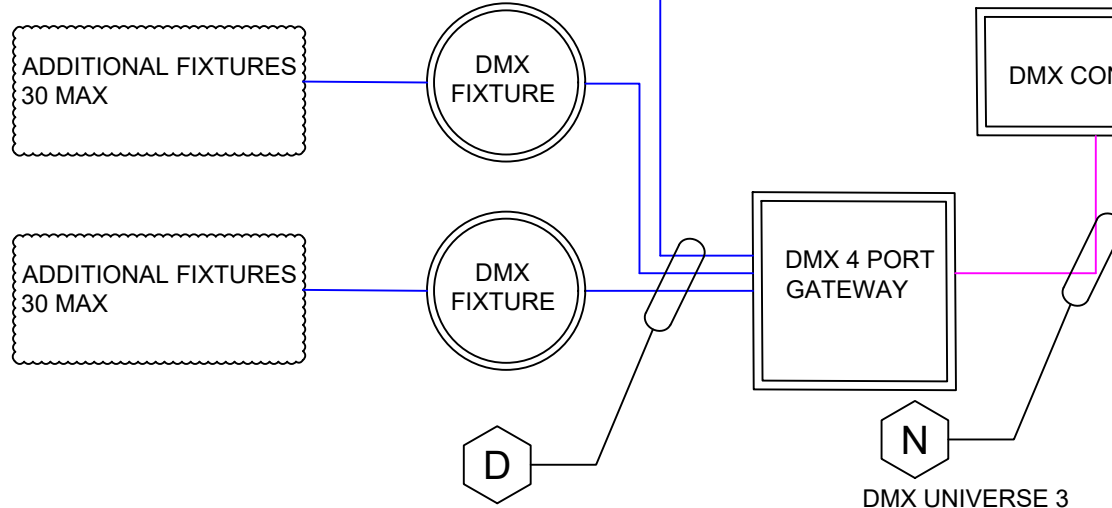 ADDITIONAL FIXTURES
30 MAX
DMX
FIXTURE
DMX
ADDITIONAL FIXTURES
30 MAX
DMX
FIXTURE
DMX 4 PORT
GATEWAY
D
N
DMX UNIVERSE 3